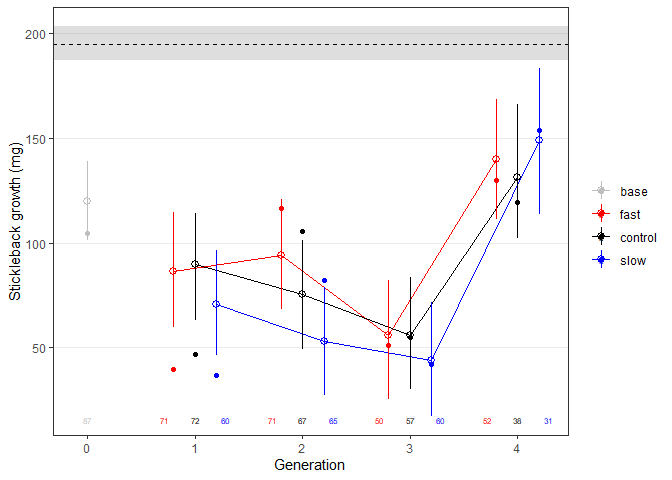 200
150
100
50
Stickleback growth (mg)
67 71 72 60 71 67 65 50 57 60 52 38 31
0 1 2 3 4
Generation
base
fast
control
slow